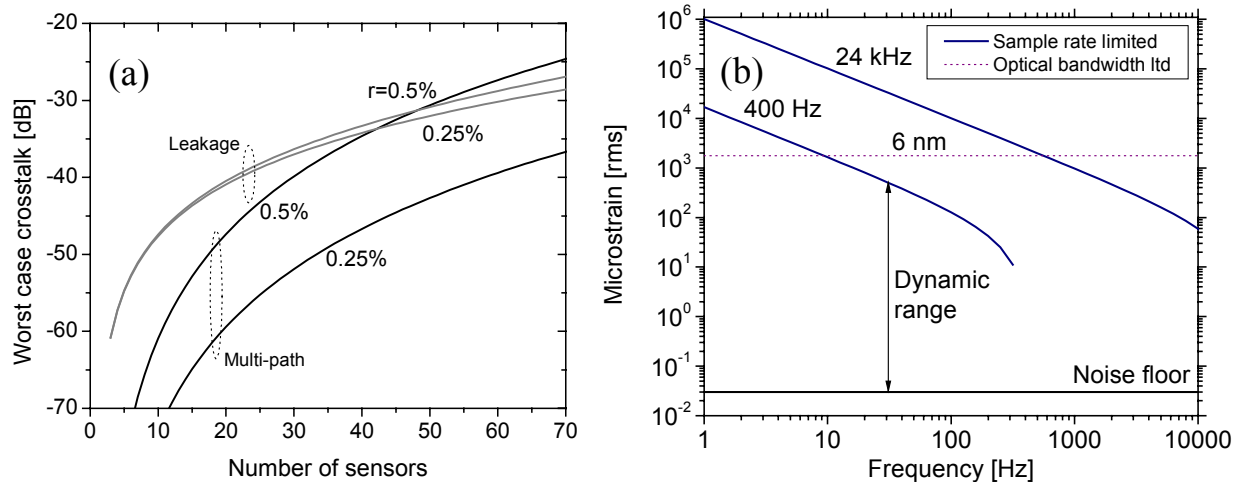 (a)
Worst case crosstalk [dB]
-20
-30
-40
-50
-60
-70
r=0.5%
0.25%
Leakage
0.5%
0.25%
Multi-path
0 10 20 30 40 50 60 70
Number of sensors
(b)
Microstrain [rms]
10^6
10^5
10^4
10^3
10^2
10^1
10^0
10^-1
10^-2
Sample rate limited
Optical bandwidth ltd
24 kHz
400 Hz
6 nm
Dynamic
range
Noise floor
1 10 100 1000 10000
Frequency [Hz]